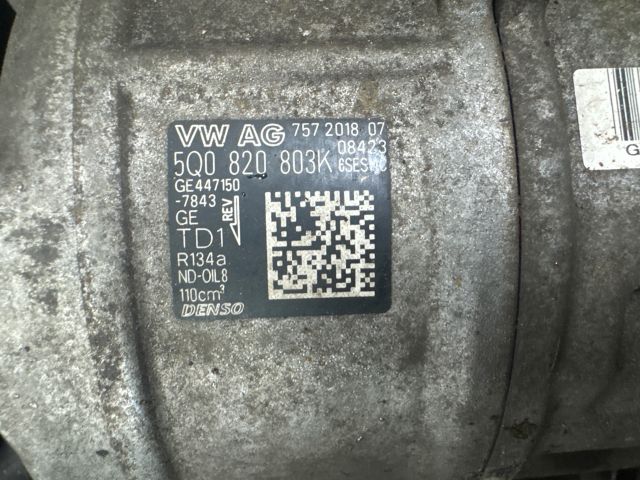 VW AG 757 2018 07
08423
5Q0 820 803K
GE447150
-7843
GE
REV
TD1
R134a
ND-OIL8
110cm³
DENSO
G